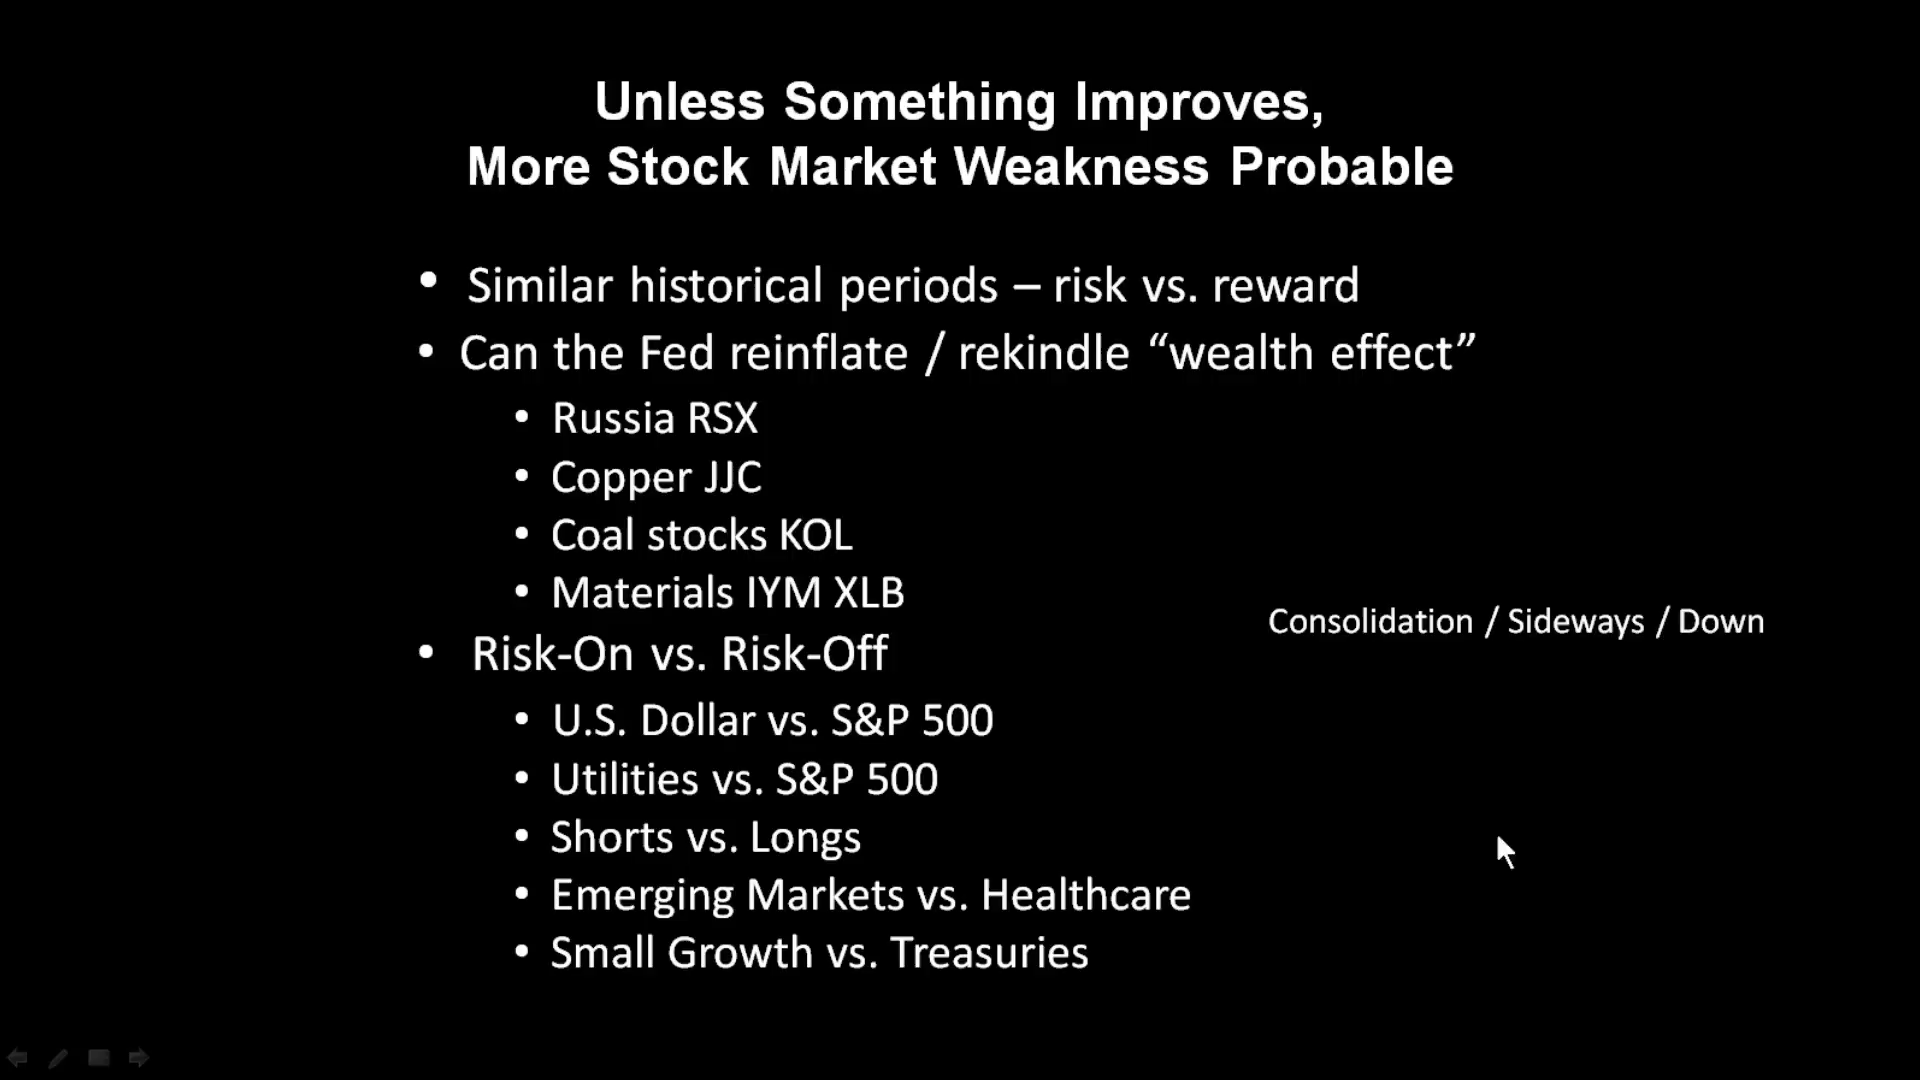 Unless Something Improves,
More Stock Market Weakness Probable
• Similar historical periods – risk vs. reward
• Can the Fed reinflate / rekindle “wealth effect”
• Russia RSX
• Copper JJC
• Coal stocks KOL
• Materials IYM XLB
Consolidation / Sideways / Down
• Risk-On vs. Risk-Off
• U.S. Dollar vs. S&P 500
• Utilities vs. S&P 500
• Shorts vs. Longs
• Emerging Markets vs. Healthcare
• Small Growth vs. Treasuries